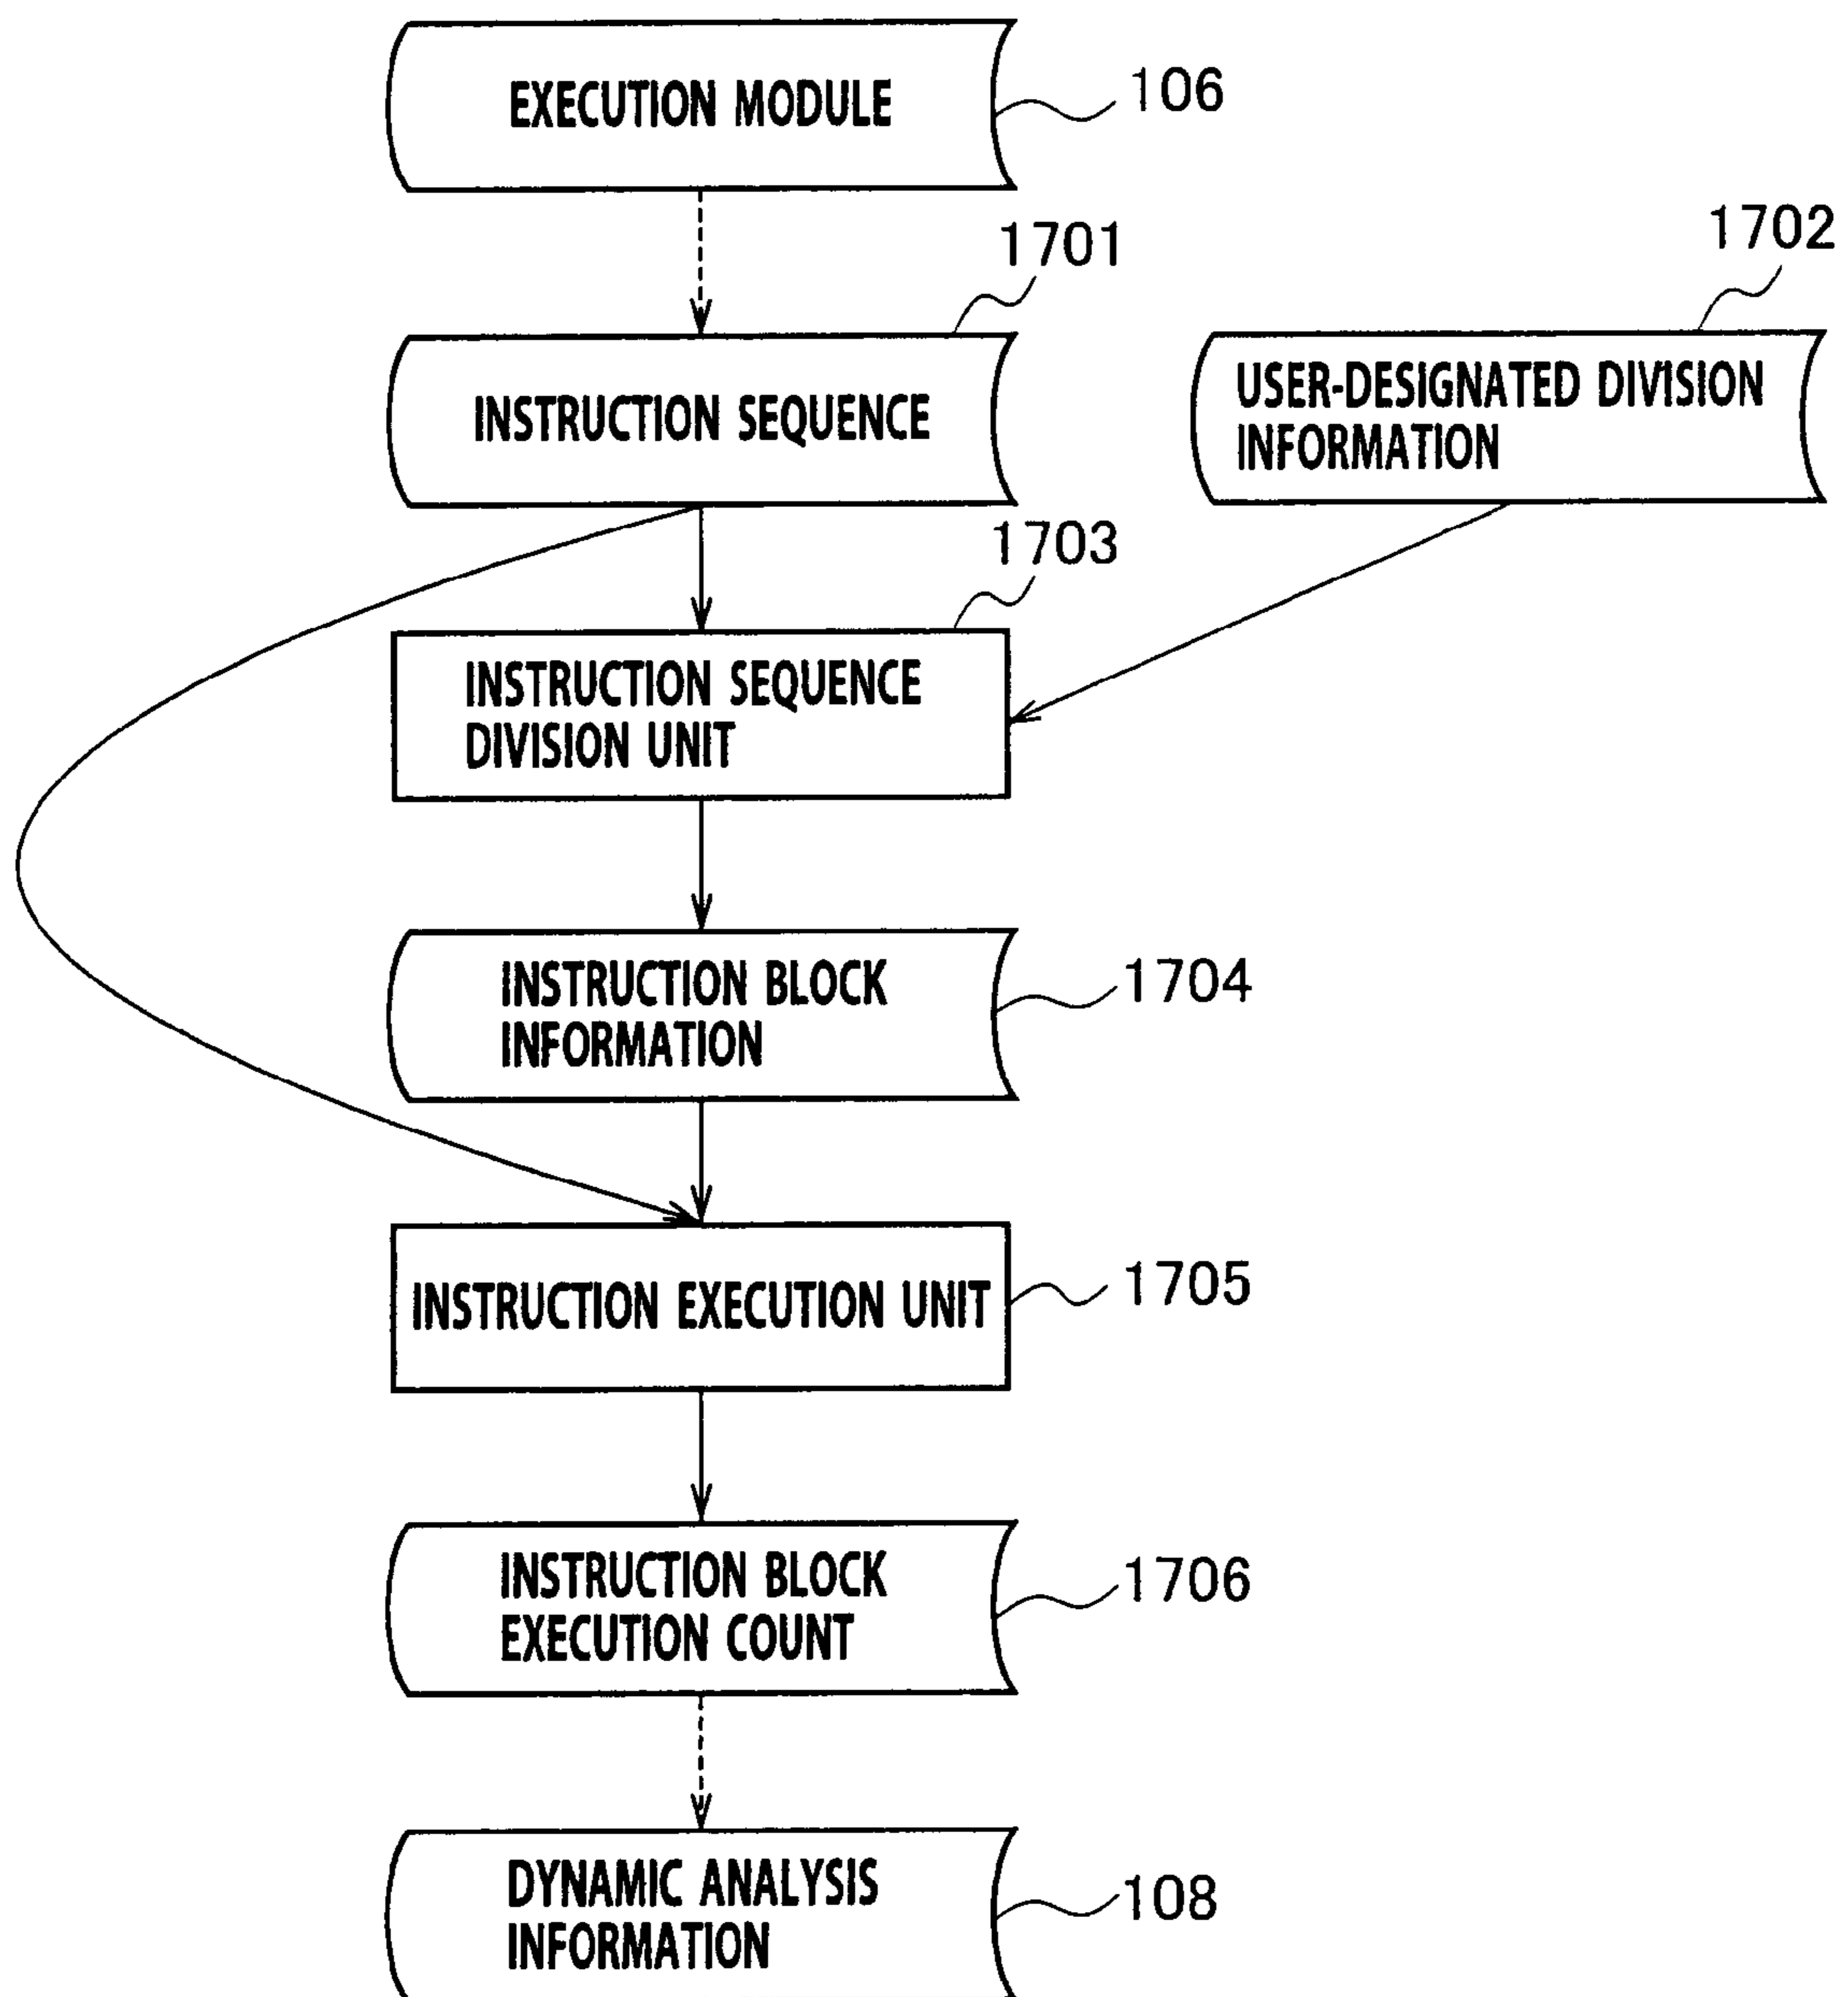 EXECUTION MODULE
106
1701
1702
INSTRUCTION SEQUENCE
USER-DESIGNATED DIVISION
INFORMATION
1703
INSTRUCTION SEQUENCE
DIVISION UNIT
INSTRUCTION BLOCK
INFORMATION
1704
INSTRUCTION EXECUTION UNIT
1705
INSTRUCTION BLOCK
EXECUTION COUNT
1706
DYNAMIC ANALYSIS
INFORMATION
108